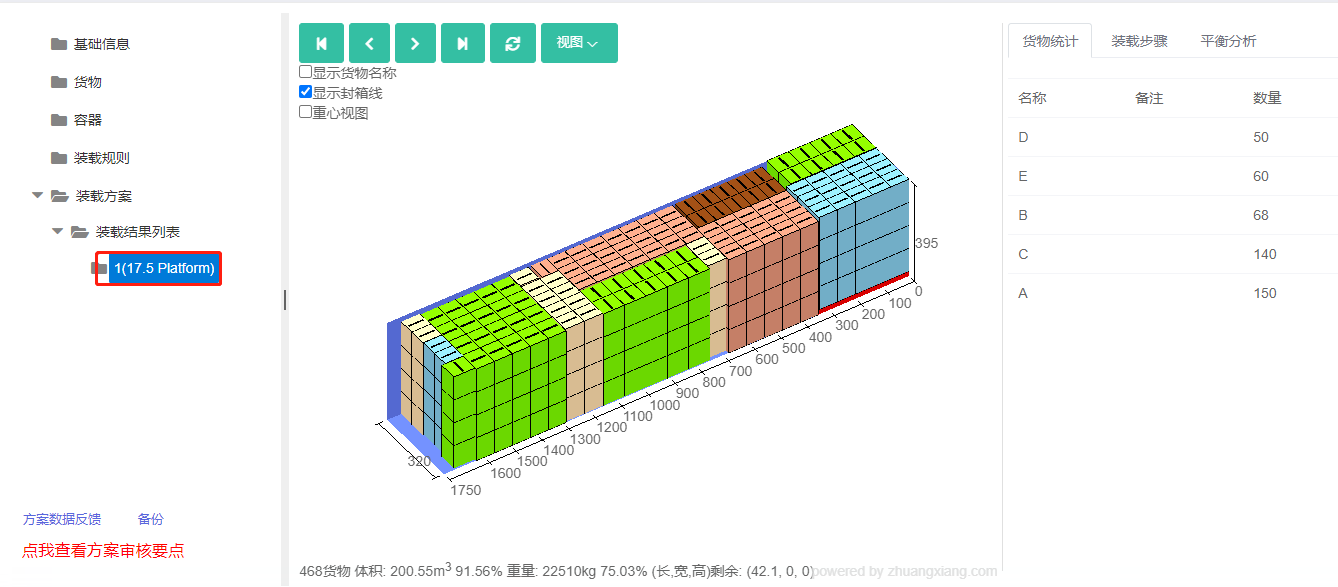 基础信息
货物
容器
装载规则
装载方案
装载结果列表
1(17.5 Platform)
方案数据反馈 备份
点我查看方案审核要点
视图
显示货物名称
显示封箱线
重心视图
395
0
100
200
300
400
500
600
700
800
900
1000
1100
1200
1300
1400
1500
1600
1750
320
468货物 体积: 200.55m3 91.56% 重量: 22510kg 75.03% (长,宽,高)剩余: (42.1, 0, 0)
powered by zhuangxiang.com
货物统计 装载步骤 平衡分析
名称 备注 数量
D 50
E 60
B 68
C 140
A 150